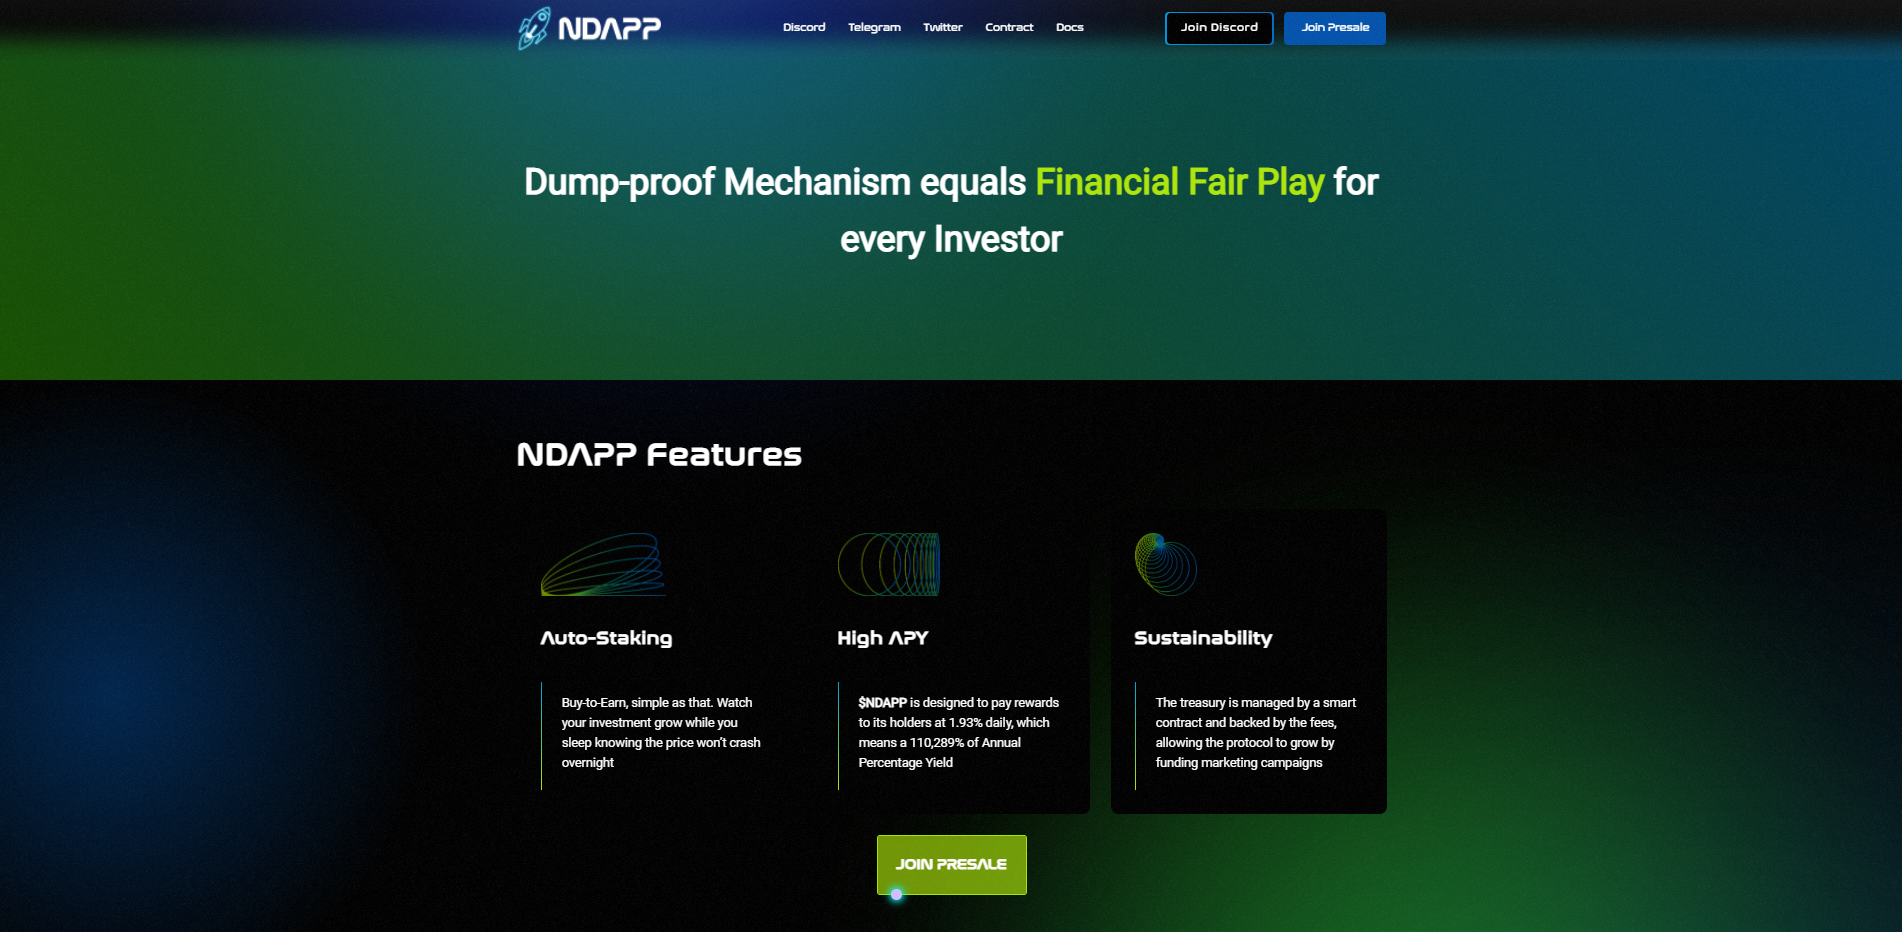 NDAPP
Discord Telegram Twitter Contract Docs
Join Discord
Join Presale
Dump-proof Mechanism equals Financial Fair Play for
every Investor
NDAPP Features
Auto-Staking
Buy-to-Earn, simple as that. Watch
your investment grow while you
sleep knowing the price won't crash
overnight
High APY
$NDAPP is designed to pay rewards
to its holders at 1.93% daily, which
means a 110,289% of Annual
Percentage Yield
Sustainability
The treasury is managed by a smart
contract and backed by the fees,
allowing the protocol to grow by
funding marketing campaigns
JOIN PRESALE